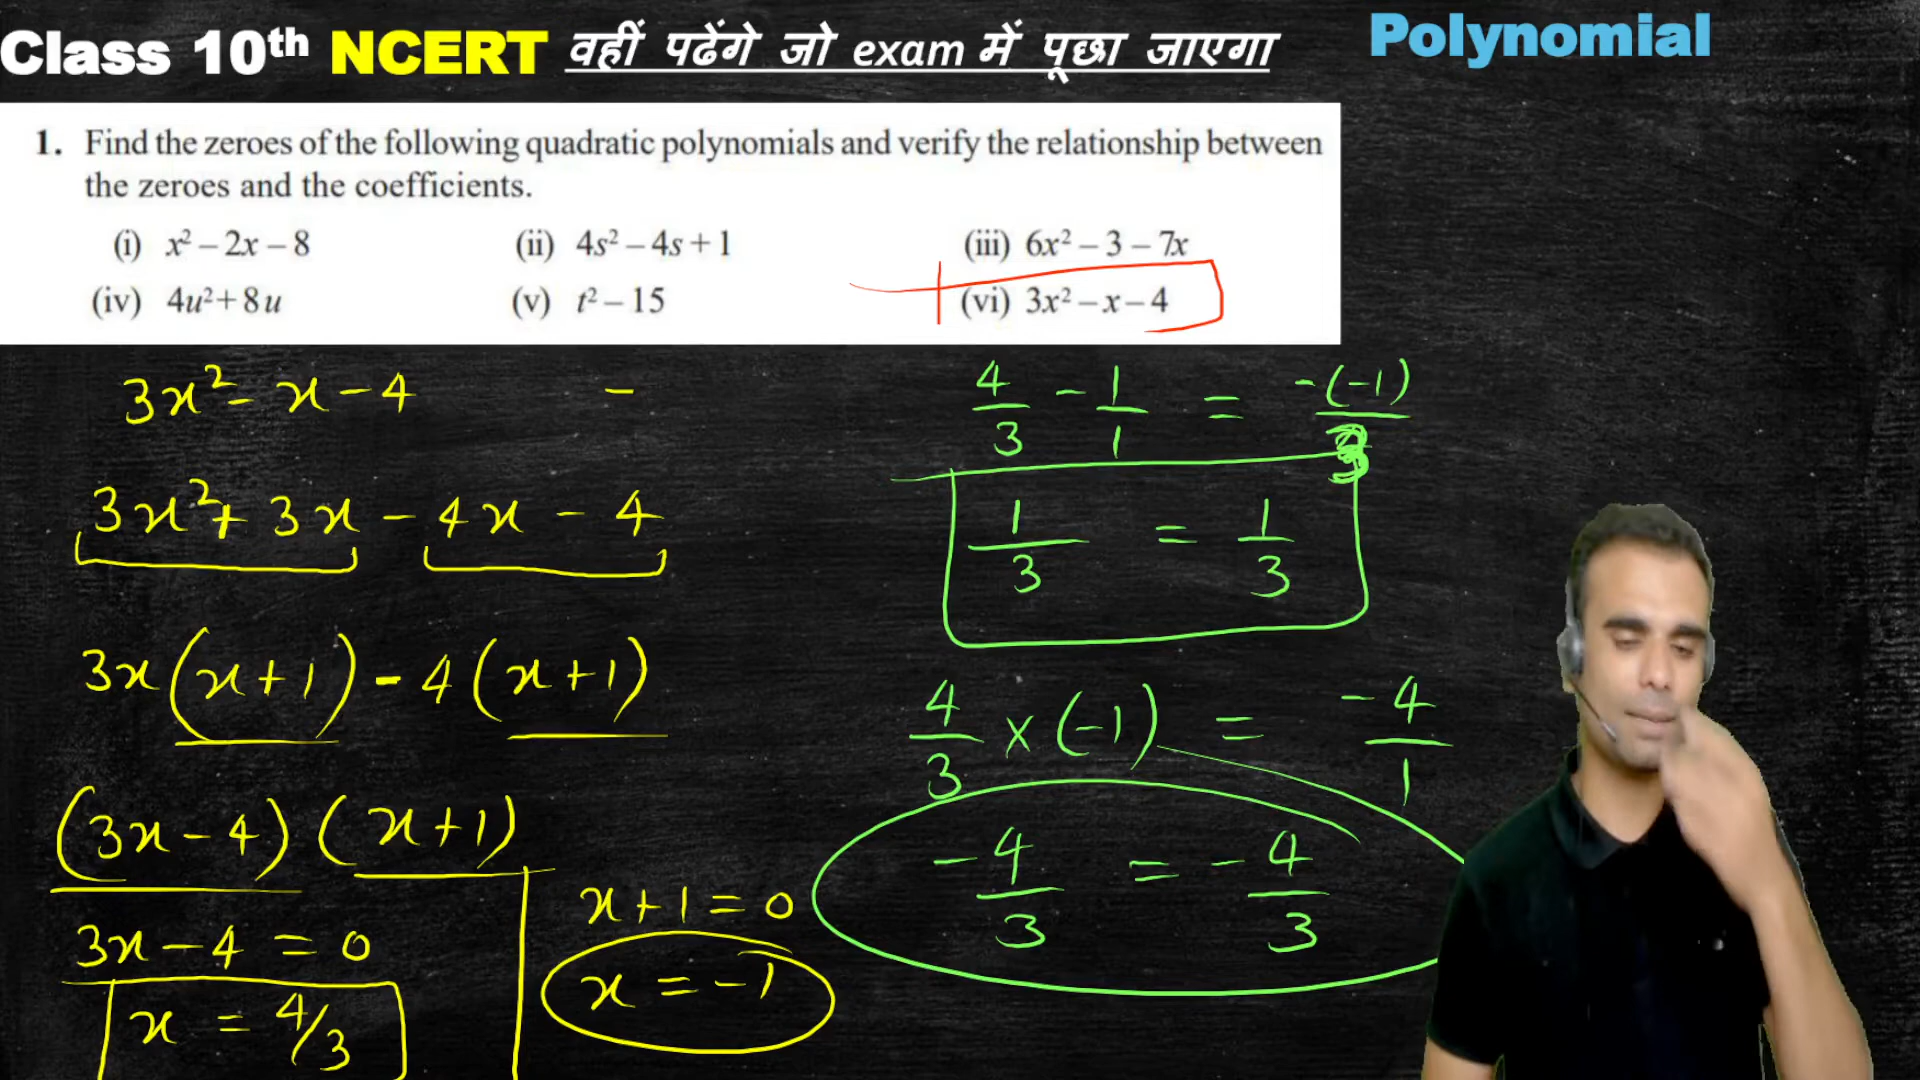 Class 10th NCERT वहीं पढेंगे जो exam में पूछा जाएगा
Polynomial
1. Find the zeroes of the following quadratic polynomials and verify the relationship between
the zeroes and the coefficients.
(i) x² – 2x – 8 (ii) 4s² – 4s + 1 (iii) 6x² – 3 – 7x
(iv) 4u² + 8u (v) t² – 15 (vi) 3x² – x – 4
3x² - x - 4 -
3x² + 3x - 4x - 4
3x(x+1) - 4(x+1)
(3x-4)(x+1)
3x - 4 = 0
x = 4/3
x+1 = 0
x = -1
4/3 - 1/1 = -(-1)/3
1/3 = 1/3
4/3 × (-1) = -4/1
-4/3 = -4/3